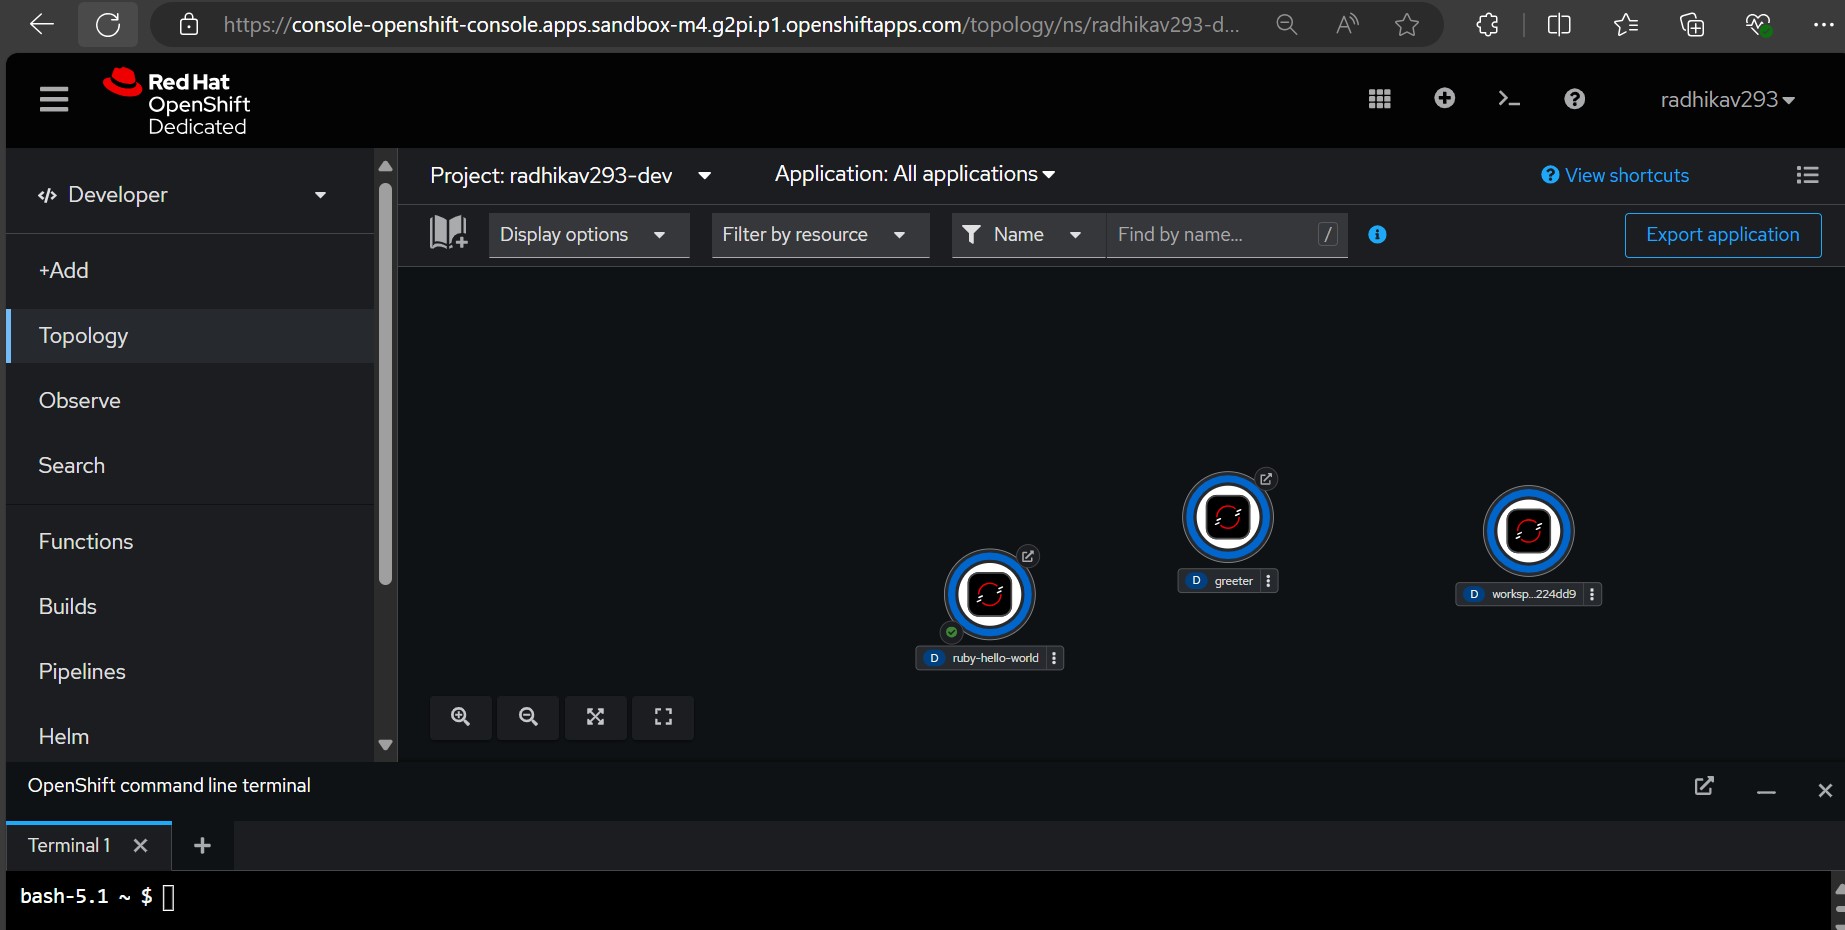 https://console-openshift-console.apps.sandbox-m4.g2pi.p1.openshiftapps.com/topology/ns/radhikav293-d...
Red Hat
OpenShift
Dedicated
radhikav293
Developer
Project: radhikav293-dev
Application: All applications
View shortcuts
Display options
Filter by resource
Name
Find by name...
/
Export application
+Add
Topology
Observe
Search
Functions
Builds
Pipelines
Helm
D greeter
D worksp...224dd9
D ruby-hello-world
OpenShift command line terminal
Terminal 1
bash-5.1 ~ $